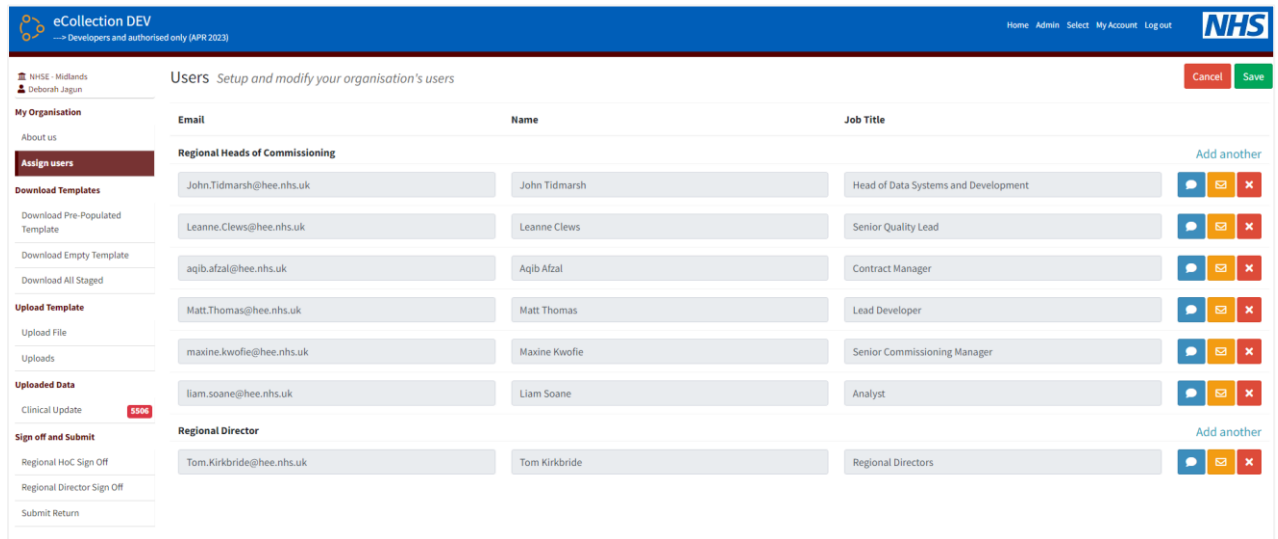 eCollection DEV
---> Developers and authorised only (APR 2023)
Home Admin Select My Account Log out
NHS
NHSE - Midlands
Deborah Jagun
Users Setup and modify your organisation's users
Cancel Save
My Organisation
About us
Assign users
Download Templates
Download Pre-Populated
Template
Download Empty Template
Download All Staged
Upload Template
Upload File
Uploads
Uploaded Data
Clinical Update 5506
Sign off and Submit
Regional HoC Sign Off
Regional Director Sign Off
Submit Return
Email Name Job Title
Regional Heads of Commissioning Add another
John.Tidmarsh@hee.nhs.uk John Tidmarsh Head of Data Systems and Development
Leanne.Clews@hee.nhs.uk Leanne Clews Senior Quality Lead
aqib.afzal@hee.nhs.uk Aqib Afzal Contract Manager
Matt.Thomas@hee.nhs.uk Matt Thomas Lead Developer
maxine.kwofie@hee.nhs.uk Maxine Kwofie Senior Commissioning Manager
liam.soane@hee.nhs.uk Liam Soane Analyst
Regional Director Add another
Tom.Kirkbride@hee.nhs.uk Tom Kirkbride Regional Directors